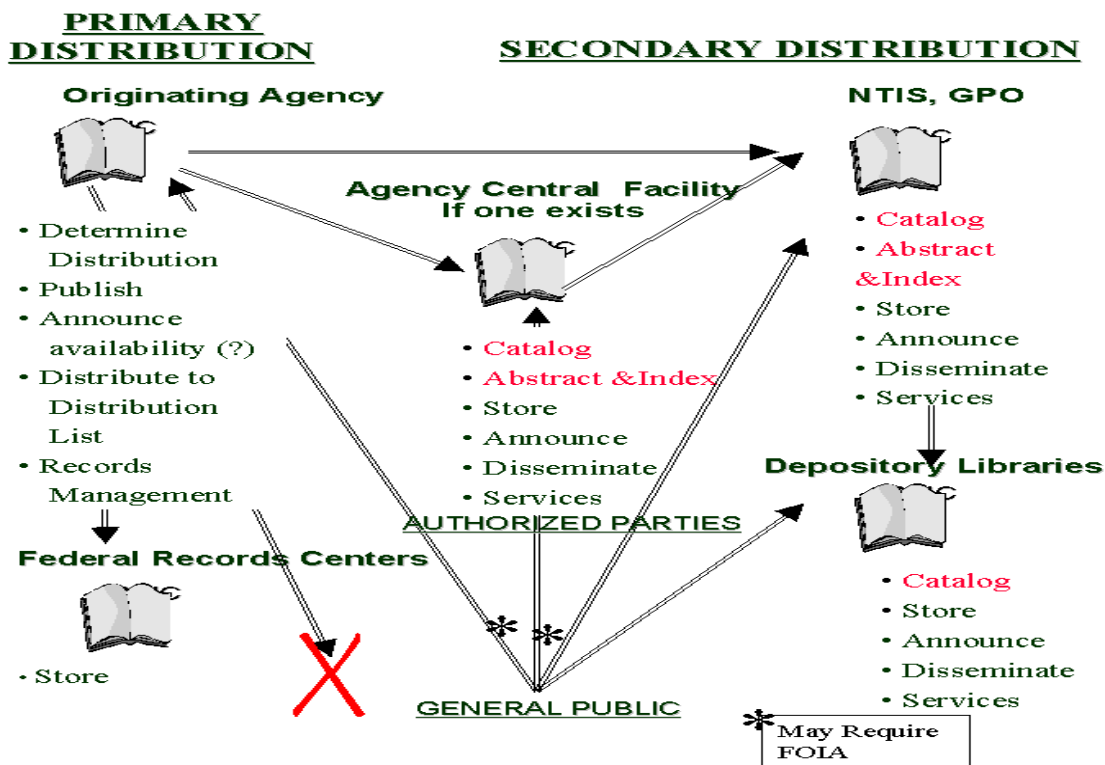 PRIMARY
DISTRIBUTION
SECONDARY DISTRIBUTION
Originating Agency
• Determine
Distribution
• Publish
• Announce
availability (?)
• Distribute to
Distribution
List
• Records
Management
Federal Records Centers
• Store
Agency Central Facility
If one exists
• Catalog
• Abstract &Index
• Store
• Announce
• Disseminate
• Services
AUTHORIZED PARTIES
GENERAL PUBLIC
NTIS, GPO
• Catalog
• Abstract
&Index
• Store
• Announce
• Disseminate
• Services
Depository Libraries
• Catalog
• Store
• Announce
• Disseminate
• Services
* May Require
FOIA